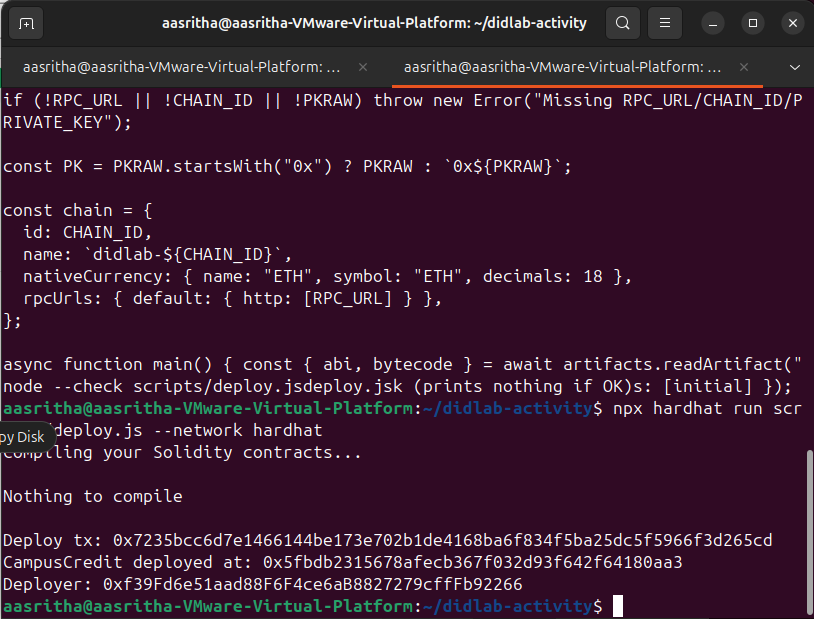 aasritha@aasritha-VMware-Virtual-Platform: ~/didlab-activity
aasritha@aasritha-VMware-Virtual-Platform: ...
aasritha@aasritha-VMware-Virtual-Platform: ...
if (!RPC_URL || !CHAIN_ID || !PKRAW) throw new Error("Missing RPC_URL/CHAIN_ID/P
RIVATE_KEY");
const PK = PKRAW.startsWith("0x") ? PKRAW : `0x${PKRAW}`;
const chain = {
id: CHAIN_ID,
name: `didlab-${CHAIN_ID}`,
nativeCurrency: { name: "ETH", symbol: "ETH", decimals: 18 },
rpcUrls: { default: { http: [RPC_URL] } },
};
async function main() { const { abi, bytecode } = await artifacts.readArtifact("
node --check scripts/deploy.jsdeploy.jsk (prints nothing if OK)s: [initial] });
aasritha@aasritha-VMware-Virtual-Platform:~/didlab-activity$ npx hardhat run scr
deploy.js --network hardhat
py Disk
Compiling your Solidity contracts...
Nothing to compile
Deploy tx: 0x7235bcc6d7e1466144be173e702b1de4168ba6f834f5ba25dc5f5966f3d265cd
CampusCredit deployed at: 0x5fbdb2315678afecb367f032d93f642f64180aa3
Deployer: 0xf39Fd6e51aad88F6F4ce6aB8827279cffFb92266
aasritha@aasritha-VMware-Virtual-Platform:~/didlab-activity$